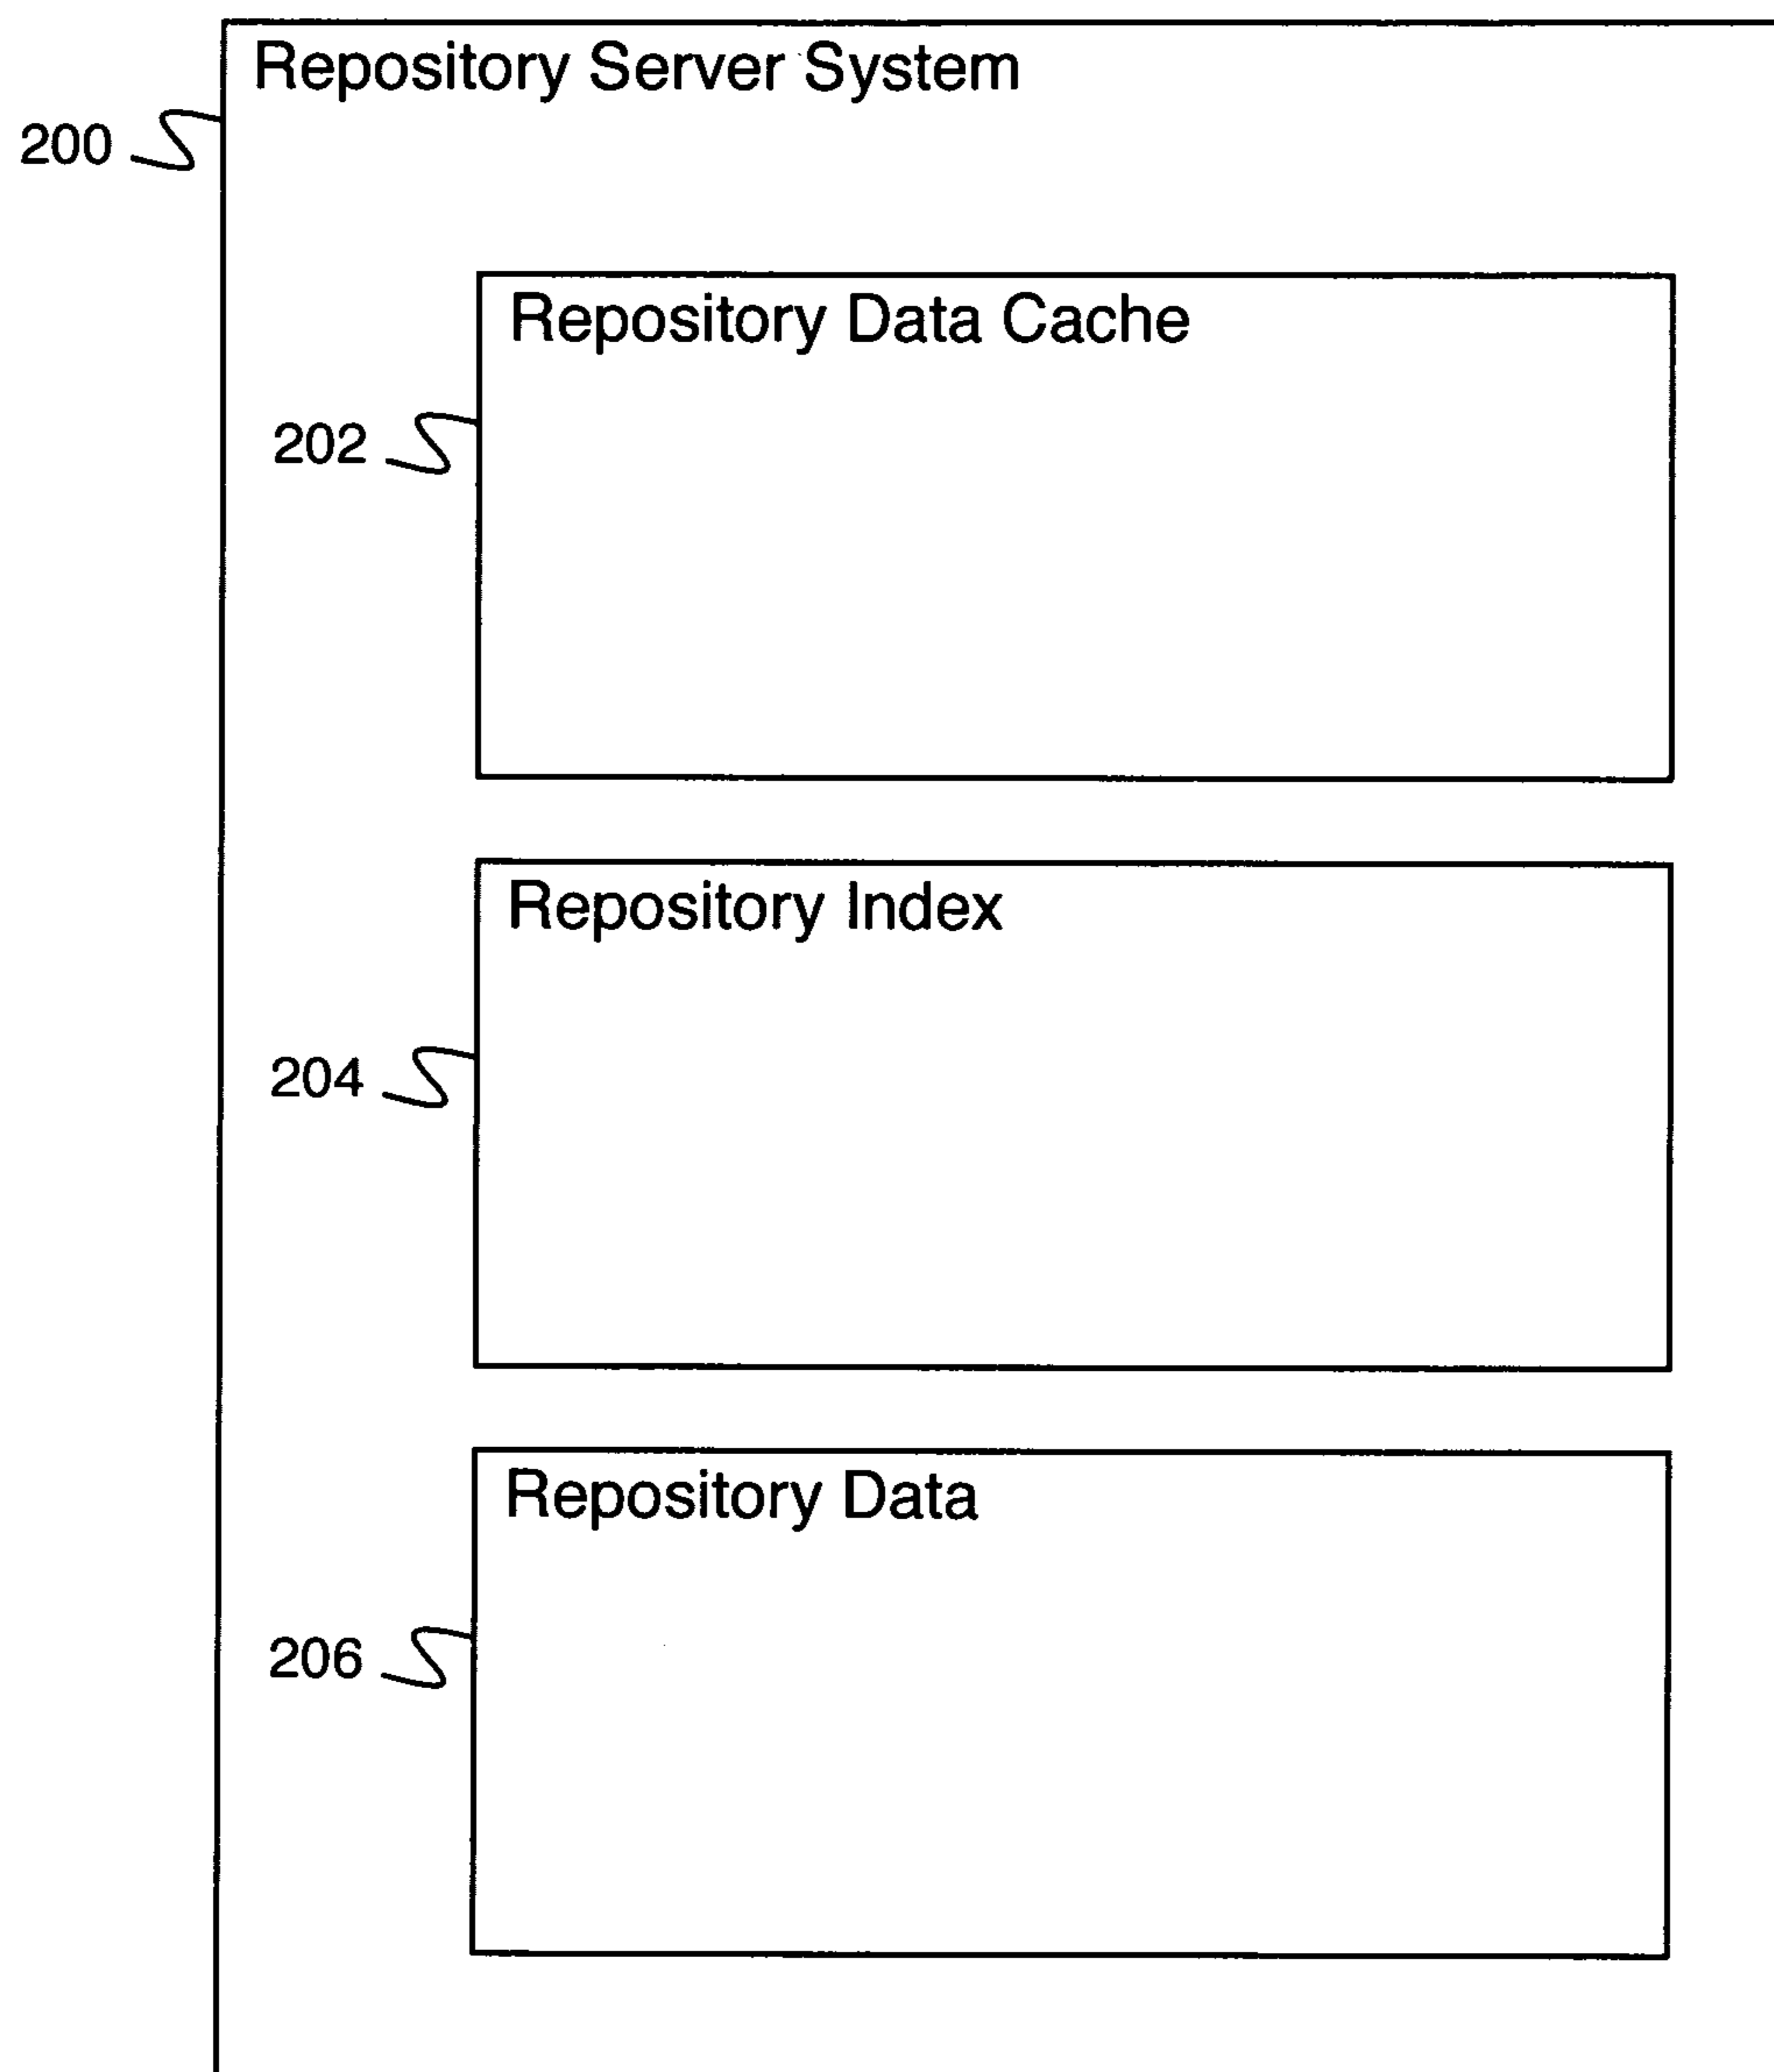 Repository Server System
200
Repository Data Cache
202
Repository Index
204
Repository Data
206